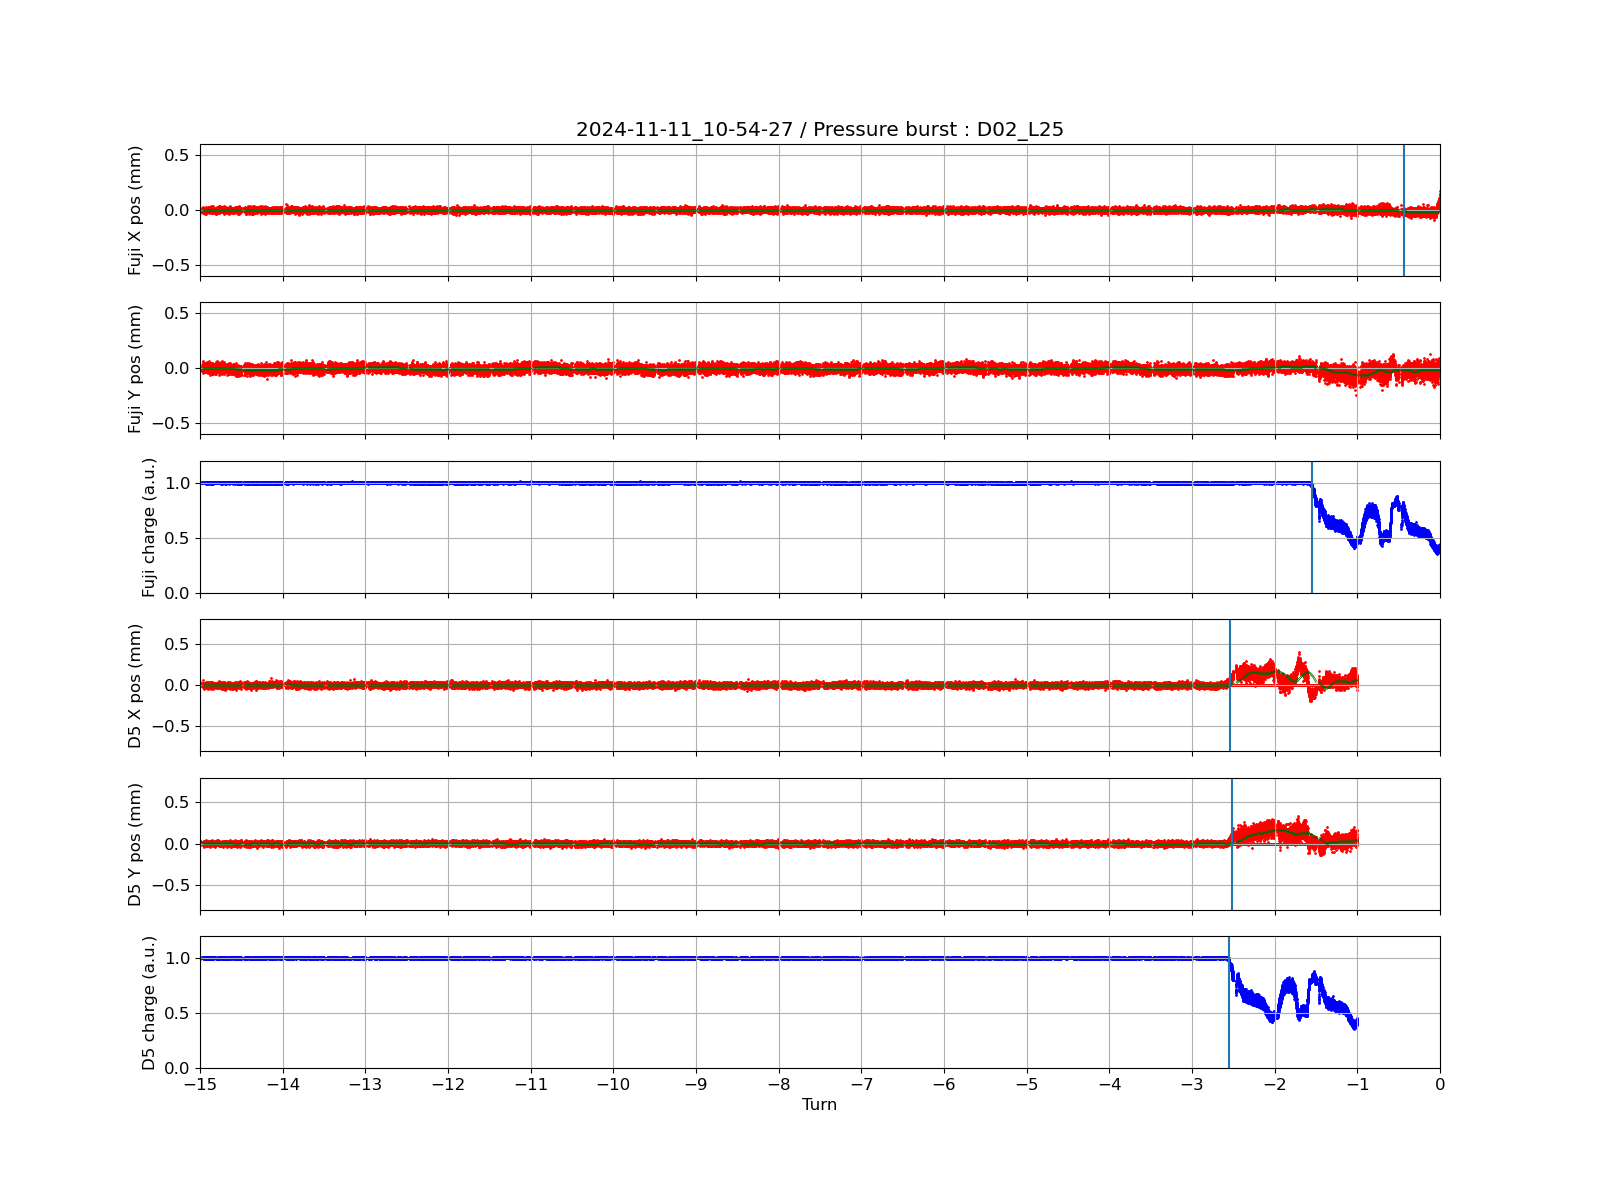 2024-11-11_10-54-27 / Pressure burst : D02_L25
Fuji X pos (mm)
0.5
0.0
−0.5
Fuji Y pos (mm)
0.5
0.0
−0.5
Fuji charge (a.u.)
1.0
0.5
0.0
D5 X pos (mm)
0.5
0.0
−0.5
D5 Y pos (mm)
0.5
0.0
−0.5
D5 charge (a.u.)
1.0
0.5
0.0
−15 −14 −13 −12 −11 −10 −9 −8 −7 −6 −5 −4 −3 −2 −1 0
Turn